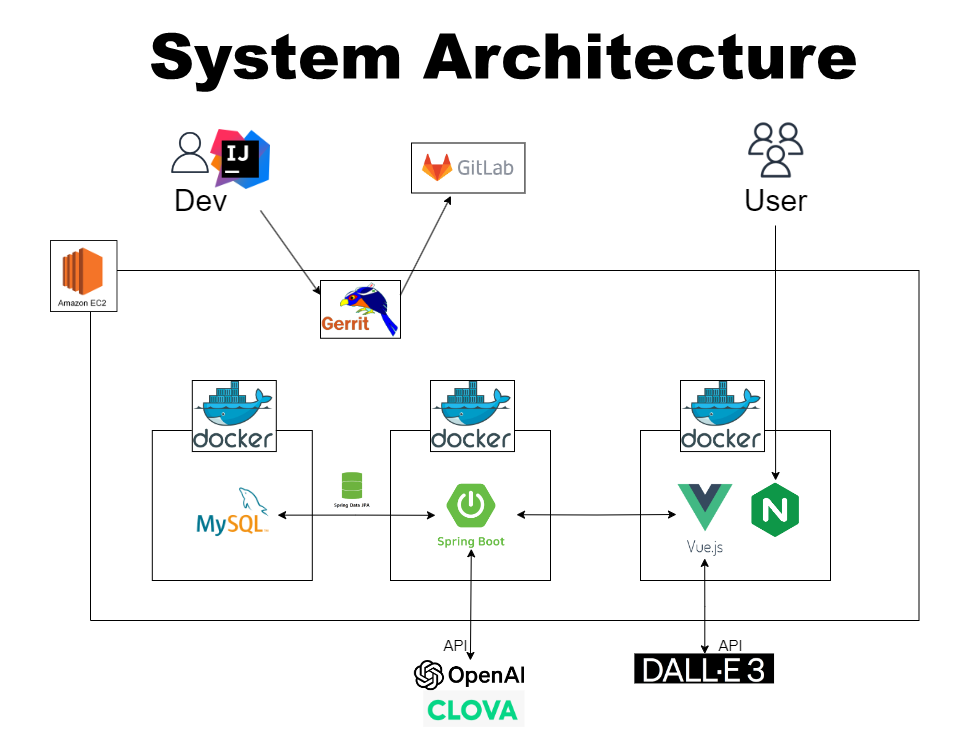 System Architecture
IJ
Dev
GitLab
User
Amazon EC2
Gerrit
docker
docker
docker
MySQL
Spring Data JPA
Spring Boot
Vue.js
N
API
API
OpenAI
DALL·E 3
CLOVA